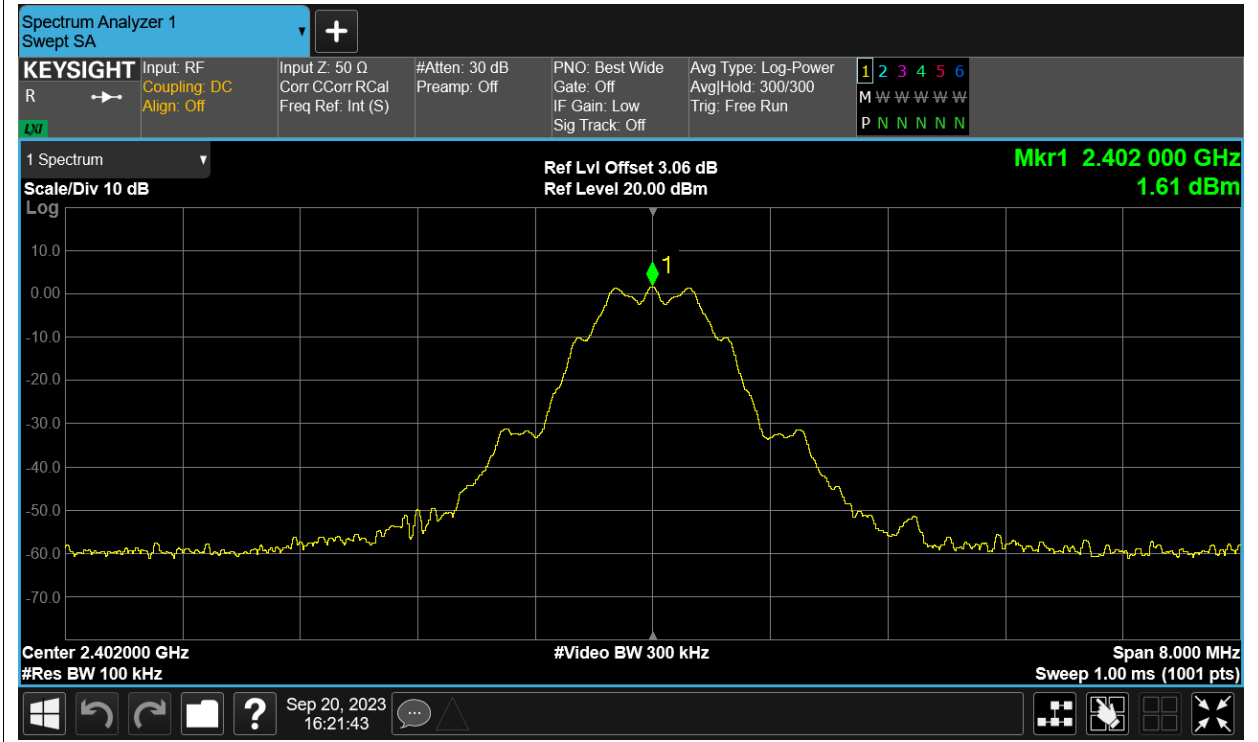 Spectrum Analyzer 1
Swept SA
KEYSIGHT
R
LXI
Input: RF
Coupling: DC
Align: Off
Input Z: 50 Ω
Corr CCorr RCal
Freq Ref: Int (S)
#Atten: 30 dB
Preamp: Off
PNO: Best Wide
Gate: Off
IF Gain: Low
Sig Track: Off
Avg Type: Log-Power
Avg|Hold: 300/300
Trig: Free Run
1 2 3 4 5 6
M W W W W W
P N N N N N
1 Spectrum
Scale/Div 10 dB
Log
Ref Lvl Offset 3.06 dB
Ref Level 20.00 dBm
Mkr1 2.402 000 GHz
1.61 dBm
10.0
0.00
-10.0
-20.0
-30.0
-40.0
-50.0
-60.0
-70.0
1
Center 2.402000 GHz
#Res BW 100 kHz
#Video BW 300 kHz
Span 8.000 MHz
Sweep 1.00 ms (1001 pts)
?
Sep 20, 2023
16:21:43